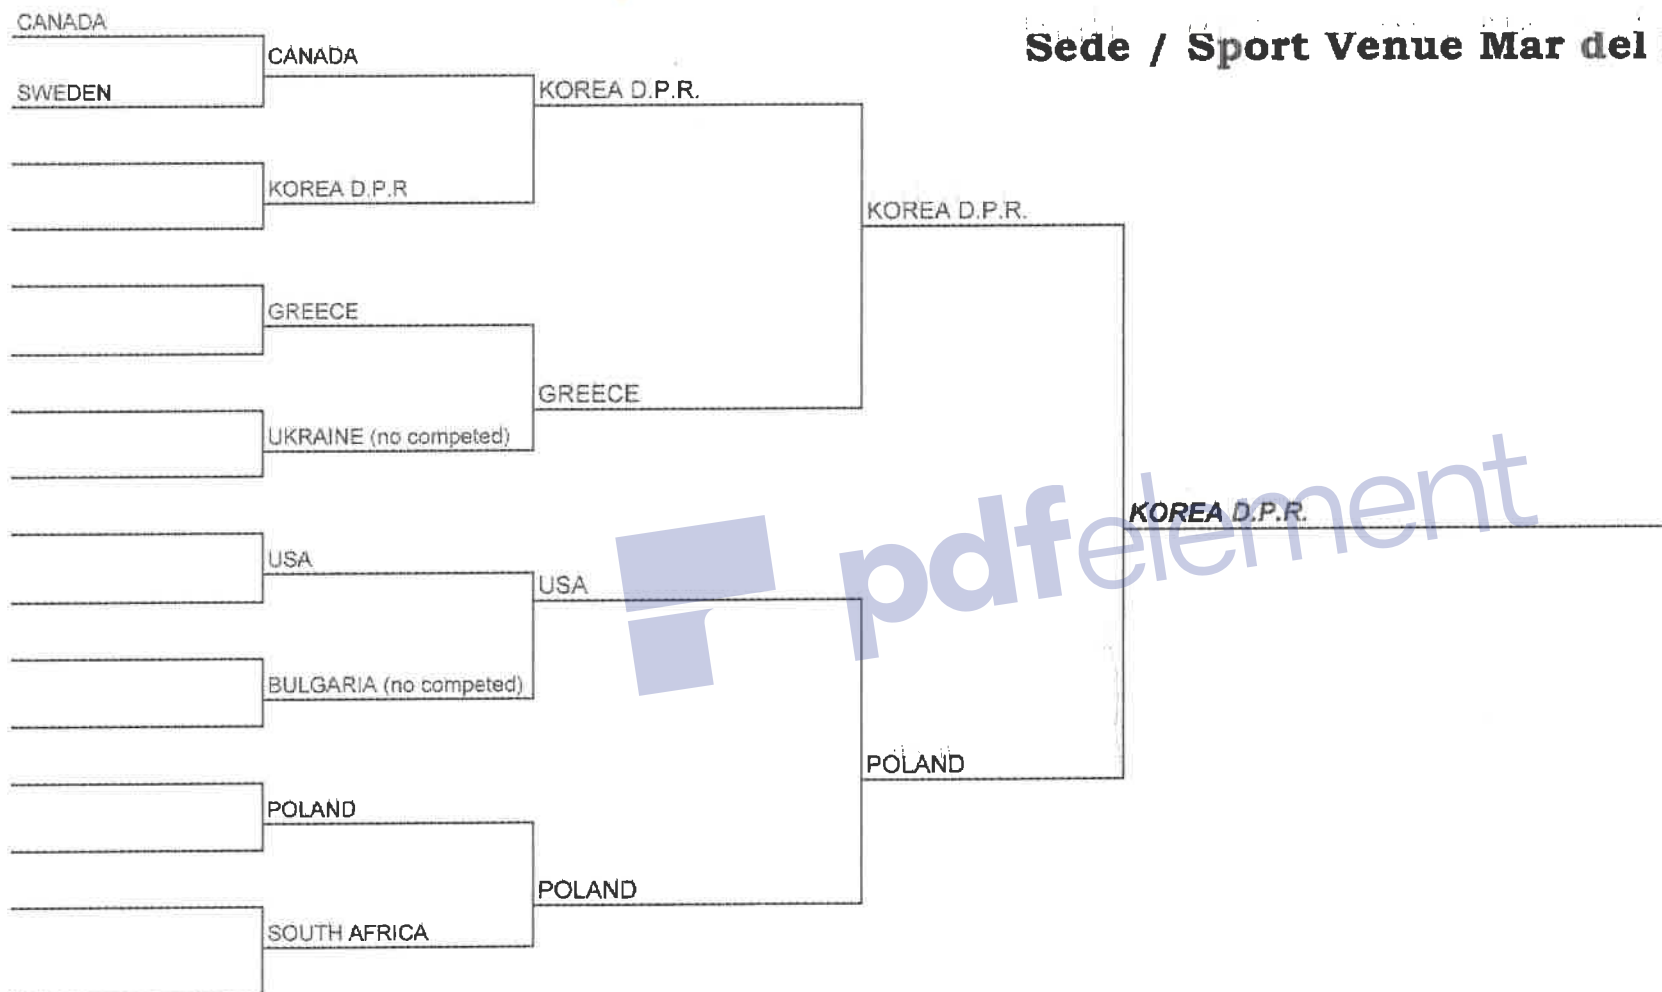 CANADA
Sede / Sport Venue Mar del
CANADA
SWEDEN
KOREA D.P.R.
KOREA D.P.R
KOREA D.P.R.
GREECE
GREECE
UKRAINE (no competed)
KOREA D.P.R.
pdfelement
USA
USA
BULGARIA (no competed)
POLAND
POLAND
POLAND
SOUTH AFRICA